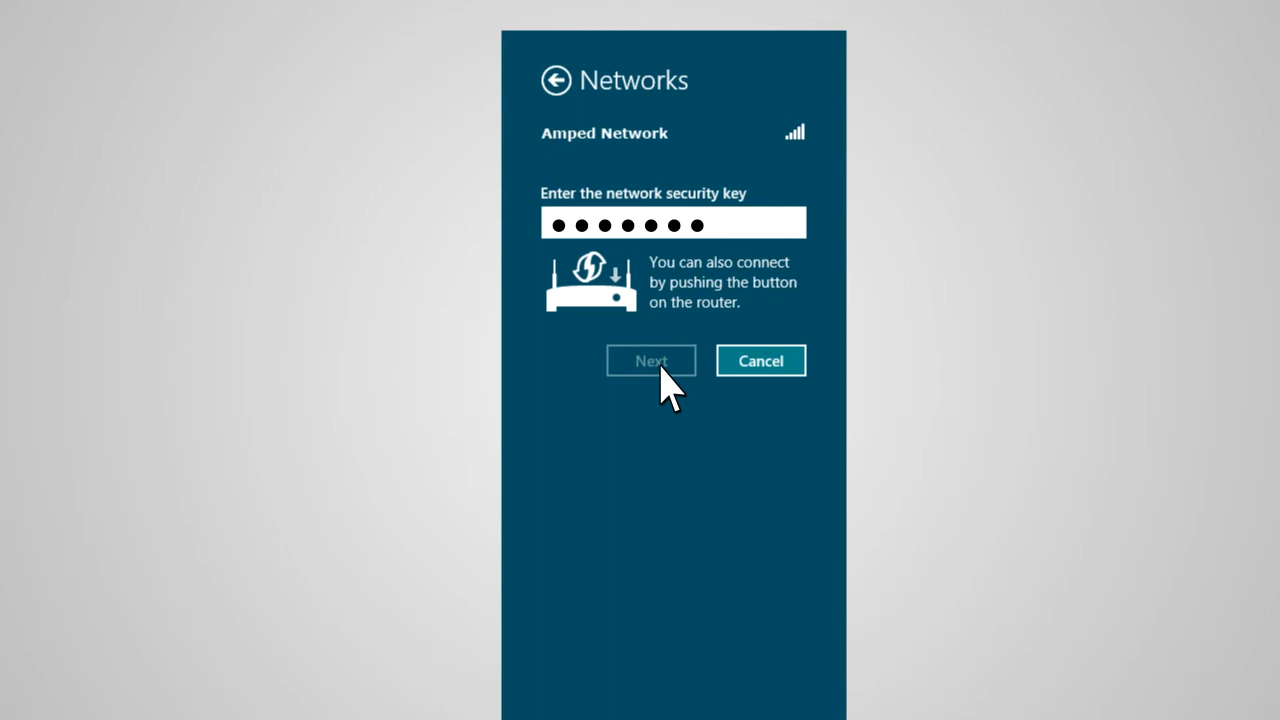 Networks
Amped Network
Enter the network security key
You can also connect
by pushing the button
on the router.
Next
Cancel